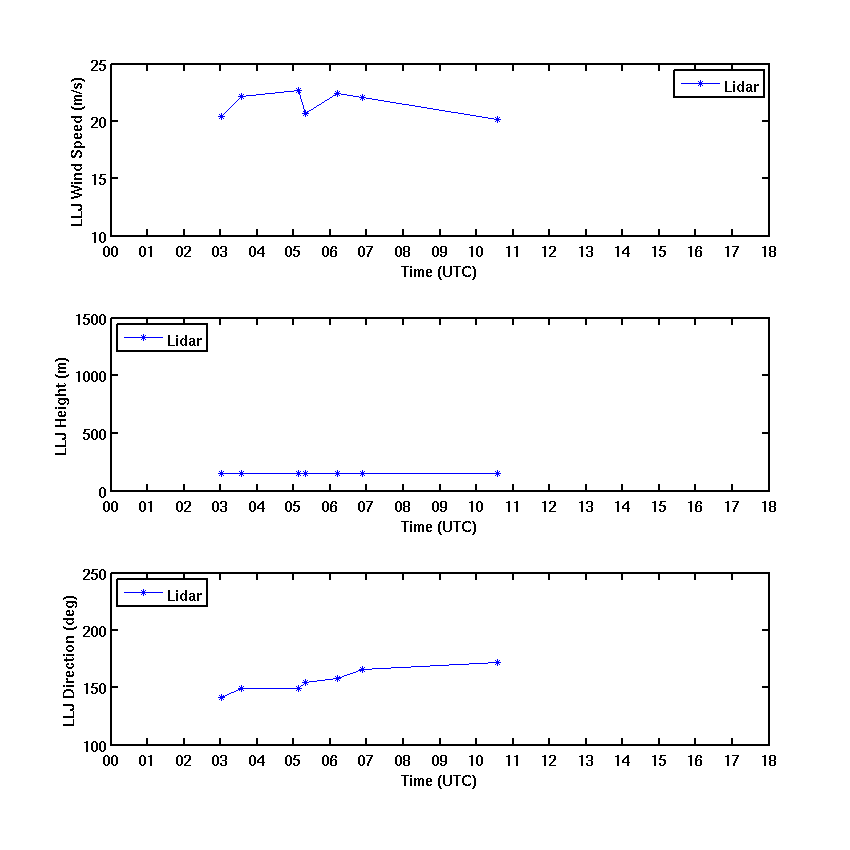 25
20
15
10
LLJ Wind Speed (m/s)
Lidar
00 01 02 03 04 05 06 07 08 09 10 11 12 13 14 15 16 17 18
Time (UTC)
1500
1000
500
0
LLJ Height (m)
Lidar
00 01 02 03 04 05 06 07 08 09 10 11 12 13 14 15 16 17 18
Time (UTC)
250
200
150
100
LLJ Direction (deg)
Lidar
00 01 02 03 04 05 06 07 08 09 10 11 12 13 14 15 16 17 18
Time (UTC)